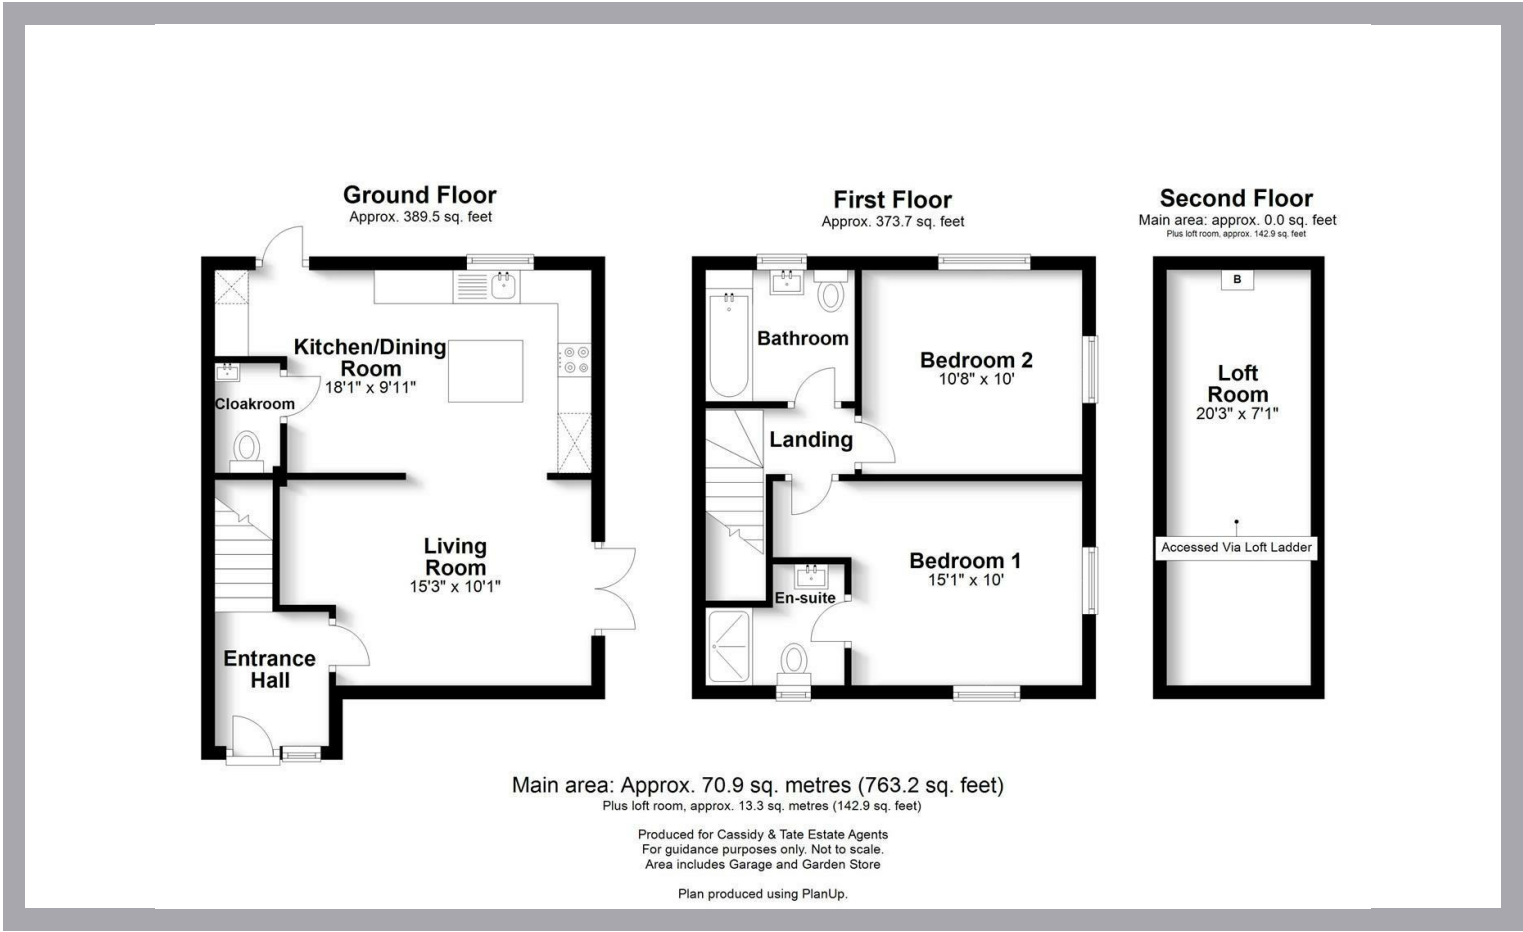 Ground Floor
Approx. 389.5 sq. feet
Kitchen/Dining
Room
18'1" x 9'11"
Cloakroom
Living
Room
15'3" x 10'1"
Entrance
Hall
First Floor
Approx. 373.7 sq. feet
Bathroom
Bedroom 2
10'8" x 10'
Landing
Bedroom 1
15'1" x 10'
En-suite
Second Floor
Main area: approx. 0.0 sq. feet
Plus loft room, approx. 142.9 sq. feet
B
Loft
Room
20'3" x 7'1"
Accessed Via Loft Ladder
Main area: Approx. 70.9 sq. metres (763.2 sq. feet)
Plus loft room, approx. 13.3 sq. metres (142.9 sq. feet)
Produced for Cassidy & Tate Estate Agents
For guidance purposes only. Not to scale.
Area includes Garage and Garden Store
Plan produced using PlanUp.